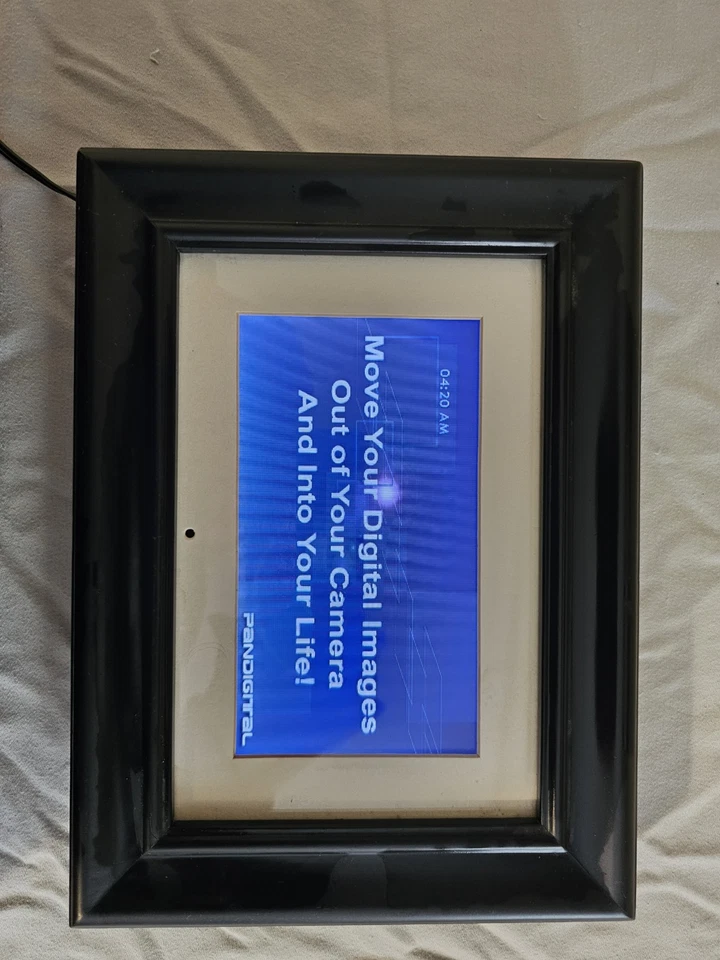 04:20 AM
Move Your Digital Images
Out of Your Camera
And Into Your Life!
PANDIGITAL